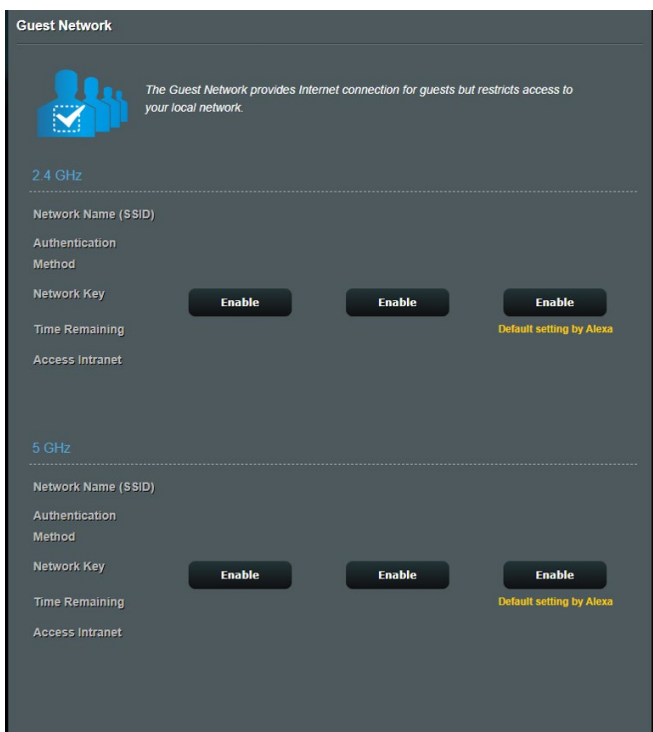 Guest Network
The Guest Network provides Internet connection for guests but restricts access to
your local network.
2.4 GHz
Network Name (SSID)
Authentication
Method
Network Key
Enable Enable Enable
Time Remaining
Default setting by Alexa
Access Intranet
5 GHz
Network Name (SSID)
Authentication
Method
Network Key
Enable Enable Enable
Time Remaining
Default setting by Alexa
Access Intranet